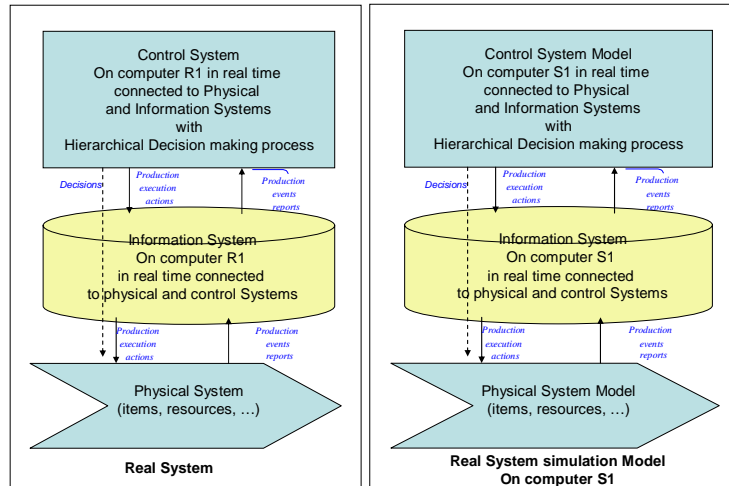 Control System
On computer R1 in real time
connected to Physical
and Information Systems
with
Hierarchical Decision making process
Decisions
Production
execution
actions
Production
events
reports
Information System
On computer R1
in real time connected
to physical and control Systems
Production
execution
actions
Production
events
reports
Physical System
(items, resources, …)
Real System
Control System Model
On computer S1 in real time
connected to Physical
and Information Systems
with
Hierarchical Decision making process
Decisions
Production
execution
actions
Production
events
reports
Information System
On computer S1
in real time connected
to physical and control Systems
Production
execution
actions
Production
events
reports
Physical System Model
(items, resources, …)
Real System simulation Model
On computer S1